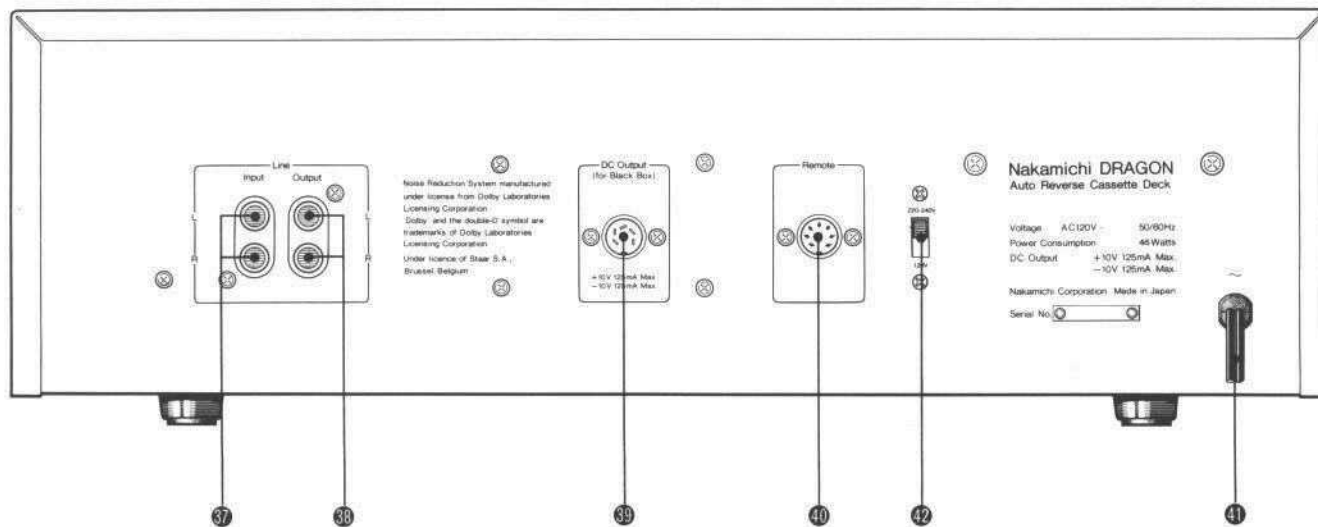 Line
Input Output
L L
R R
Noise Reduction System manufactured
under license from Dolby Laboratories
Licensing Corporation
'Dolby' and the double-D symbol are
trademarks of Dolby Laboratories
Licensing Corporation
Under licence of Staar S.A.,
Brussel Belgium
DC Output
(for Black Box)
+10V 125mA Max.
-10V 125mA Max.
Remote
220-240V
120V
Nakamichi DRAGON
Auto Reverse Cassette Deck
Voltage AC120V~ 50/60Hz
Power Consumption 46 Watts
DC Output +10V 125mA Max.
-10V 125mA Max.
Nakamichi Corporation Made in Japan
Serial No.
~
37 38 39 40 42 41